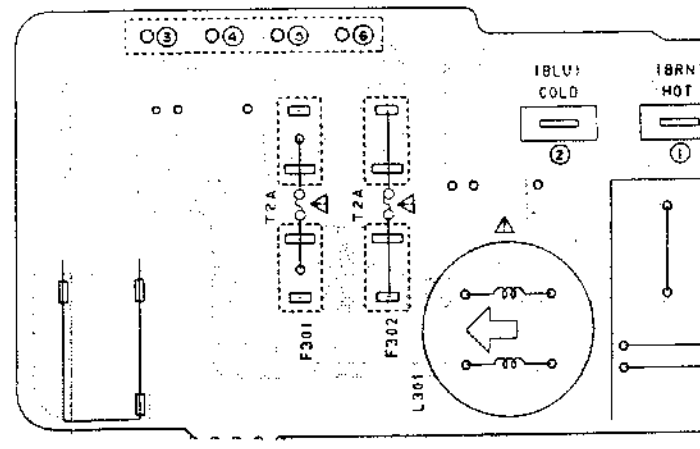 ③ ④ ⑤ ⑥
(BLU)
COLD
②
(BRN
HOT
①
T2A
T2A
F301
F302
L301